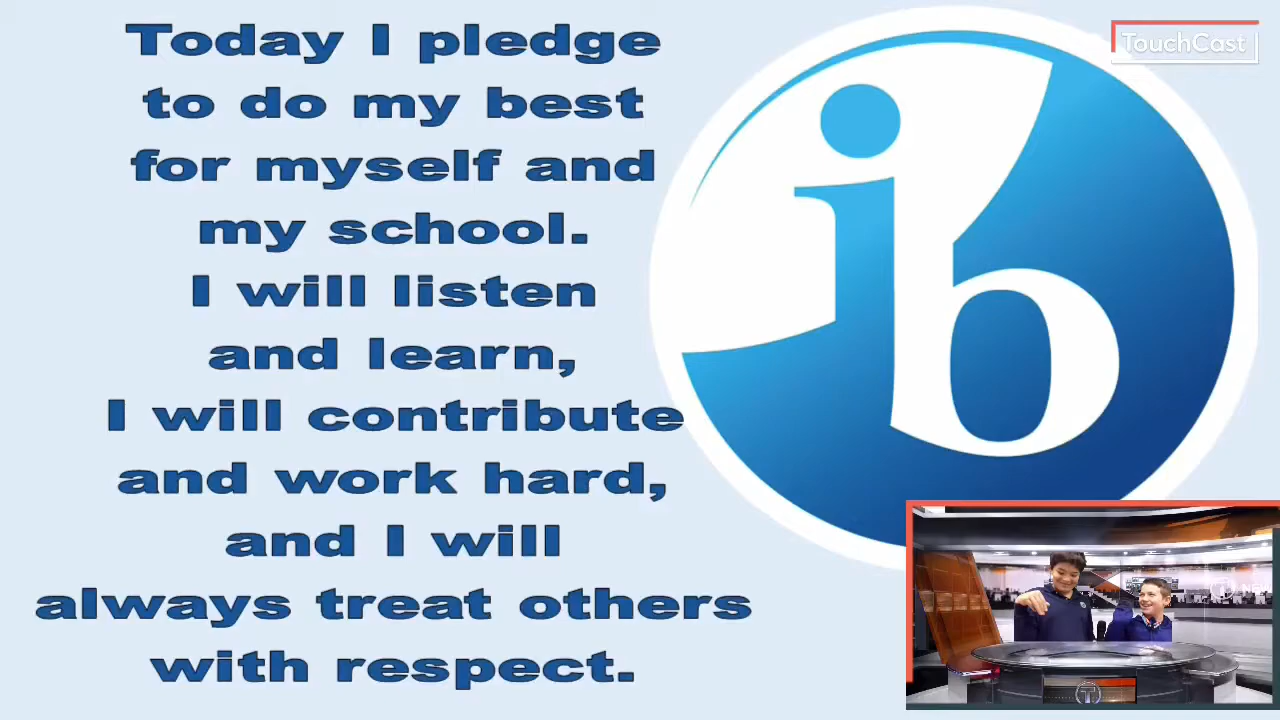 Today I pledge
to do my best
for myself and
my school.
I will listen
and learn,
I will contribute
and work hard,
and I will
always treat others
with respect.
ib
TouchCast
T